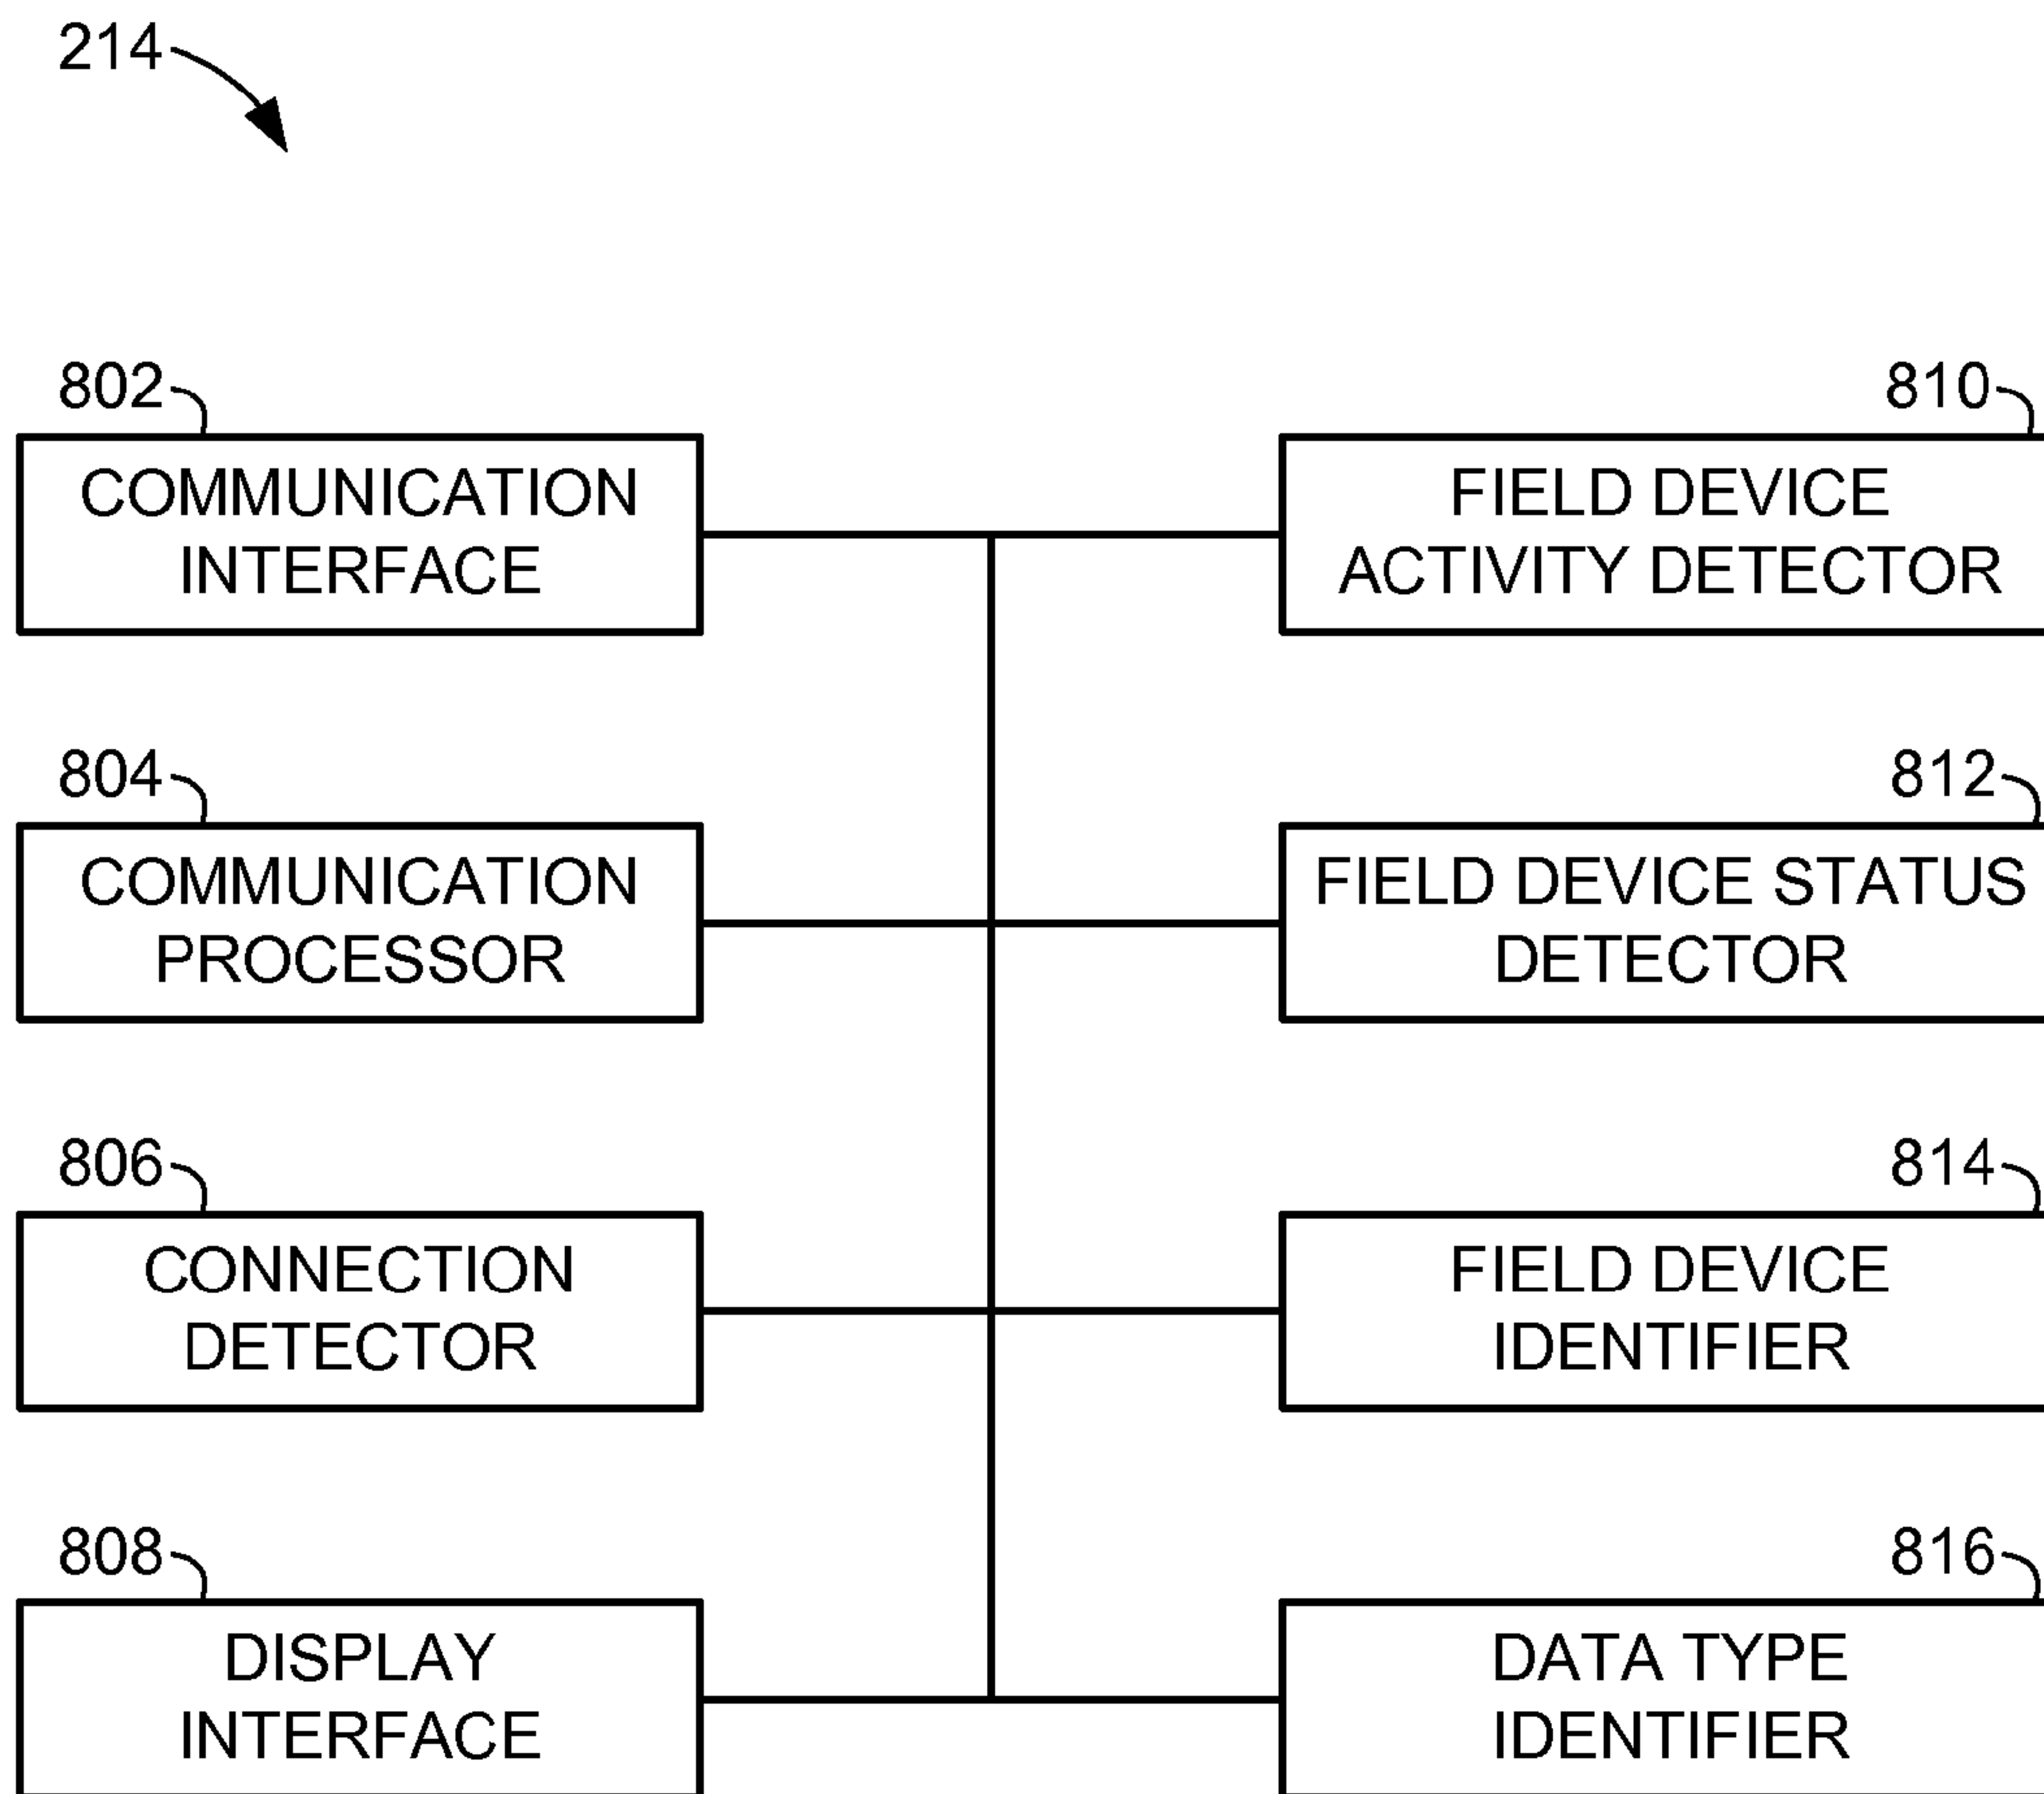 214
802
COMMUNICATION
INTERFACE
810
FIELD DEVICE
ACTIVITY DETECTOR
804
COMMUNICATION
PROCESSOR
812
FIELD DEVICE STATUS
DETECTOR
806
CONNECTION
DETECTOR
814
FIELD DEVICE
IDENTIFIER
808
DISPLAY
INTERFACE
816
DATA TYPE
IDENTIFIER